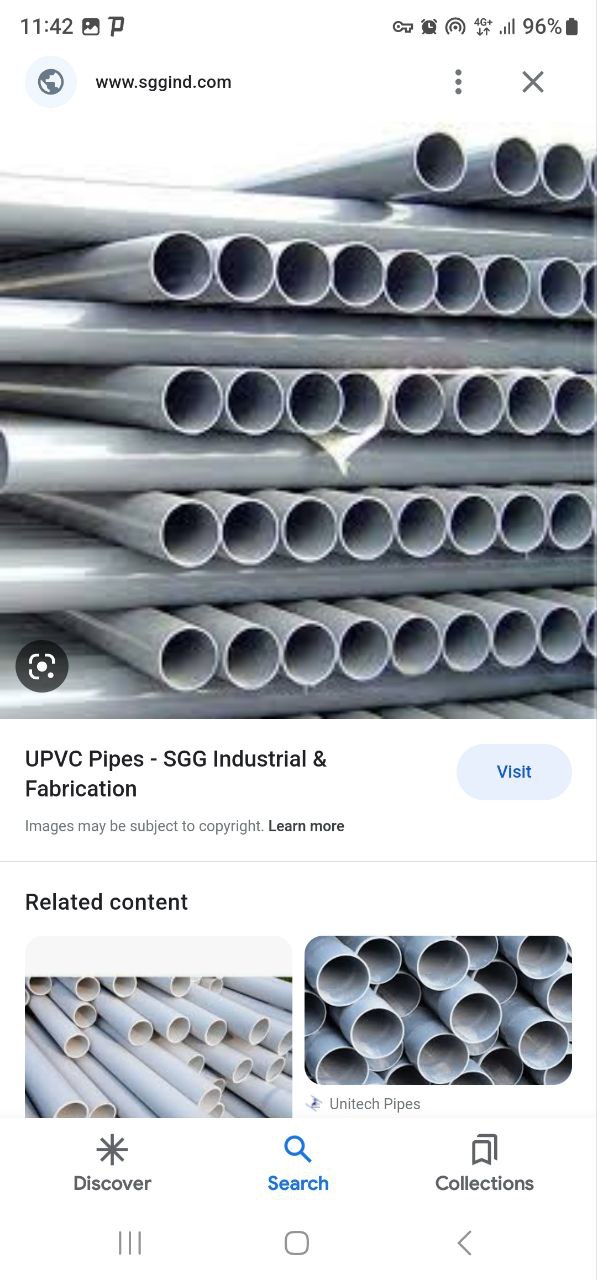 11:42
4G+
96%
www.sggind.com
UPVC Pipes - SGG Industrial &
Fabrication
Visit
Images may be subject to copyright. Learn more
Related content
Unitech Pipes
Discover
Search
Collections